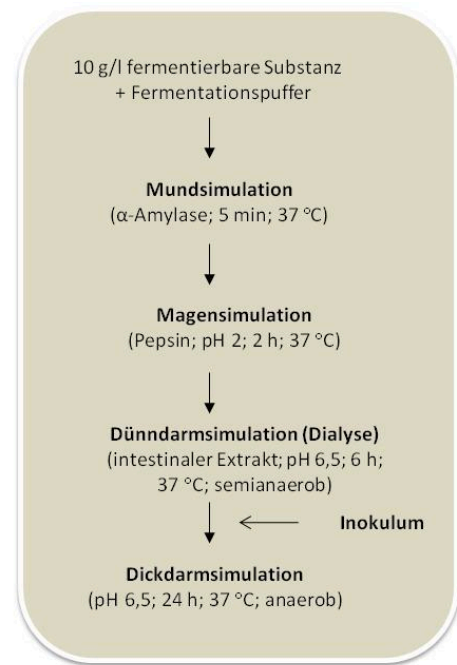 10 g/l fermentierbare Substanz
+ Fermentationspuffer
Mundsimulation
(α-Amylase; 5 min; 37 °C)
Magensimulation
(Pepsin; pH 2; 2 h; 37 °C)
Dünndarmsimulation (Dialyse)
(intestinaler Extrakt; pH 6,5; 6 h;
37 °C; semianaerob)
Inokulum
Dickdarmsimulation
(pH 6,5; 24 h; 37 °C; anaerob)